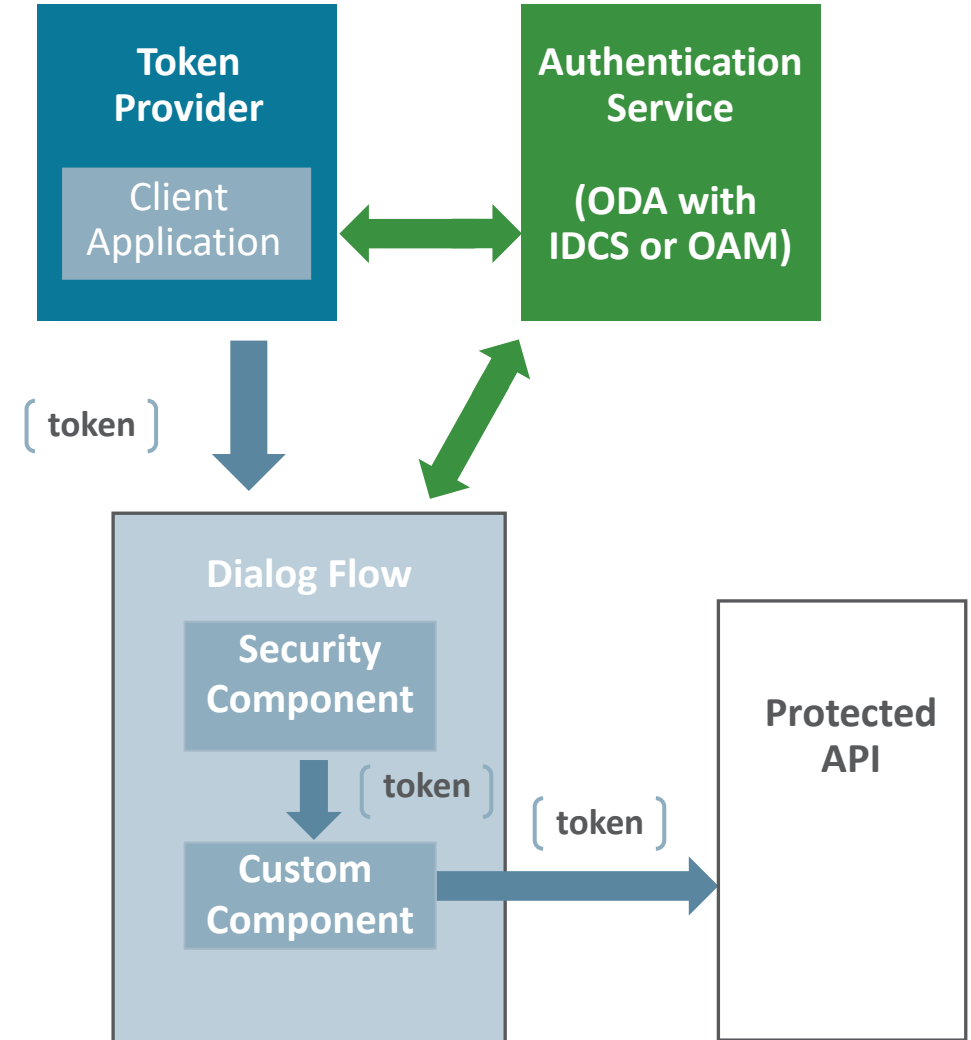 Token
Provider
Client
Application
Authentication
Service
(ODA with
IDCS or OAM)
token
Dialog Flow
Security
Component
token
Custom
Component
token
Protected
API